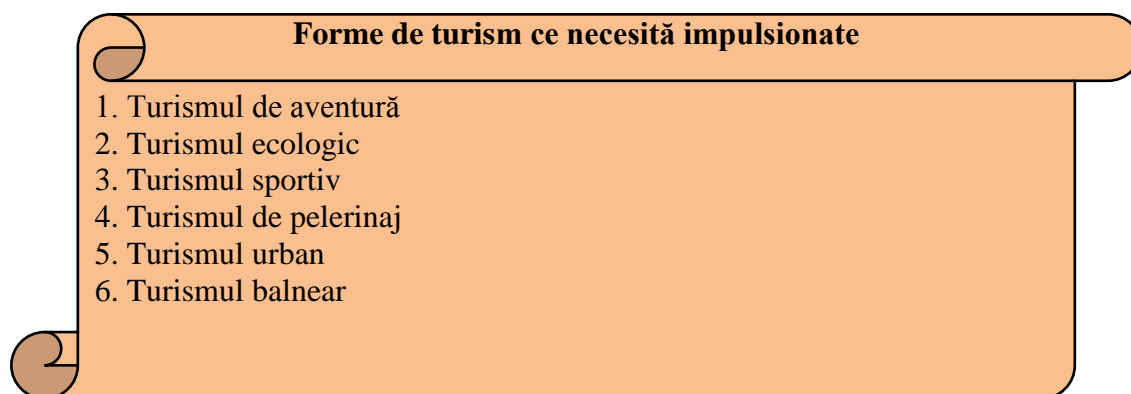 Forme de turism ce necesită impulsionate
1. Turismul de aventură
2. Turismul ecologic
3. Turismul sportiv
4. Turismul de pelerinaj
5. Turismul urban
6. Turismul balnear